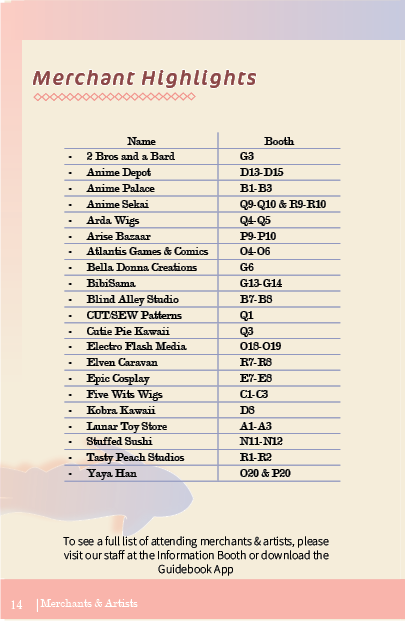 Merchant Highlights
Name Booth
- 2 Bros and a Bard G3
- Anime Depot D13-D15
- Anime Palace B1-B3
- Anime Sekai Q9-Q10 & R9-R10
- Arda Wigs Q4-Q5
- Arise Bazaar P9-P10
- Atlantis Games & Comics O4-O6
- Bella Donna Creations G6
- BibiSama G13-G14
- Blind Alley Studio B7-B8
- CUT/SEW Patterns Q1
- Cutie Pie Kawaii Q3
- Electro Flash Media O18-O19
- Elven Caravan R7-R8
- Epic Cosplay E7-E8
- Five Wits Wigs C1-C3
- Kobra Kawaii D8
- Lunar Toy Store A1-A3
- Stuffed Sushi N11-N12
- Tasty Peach Studios R1-R2
- Yaya Han O20 & P20
To see a full list of attending merchants & artists, please
visit our staff at the Information Booth or download the
Guidebook App
14 |Merchants & Artists